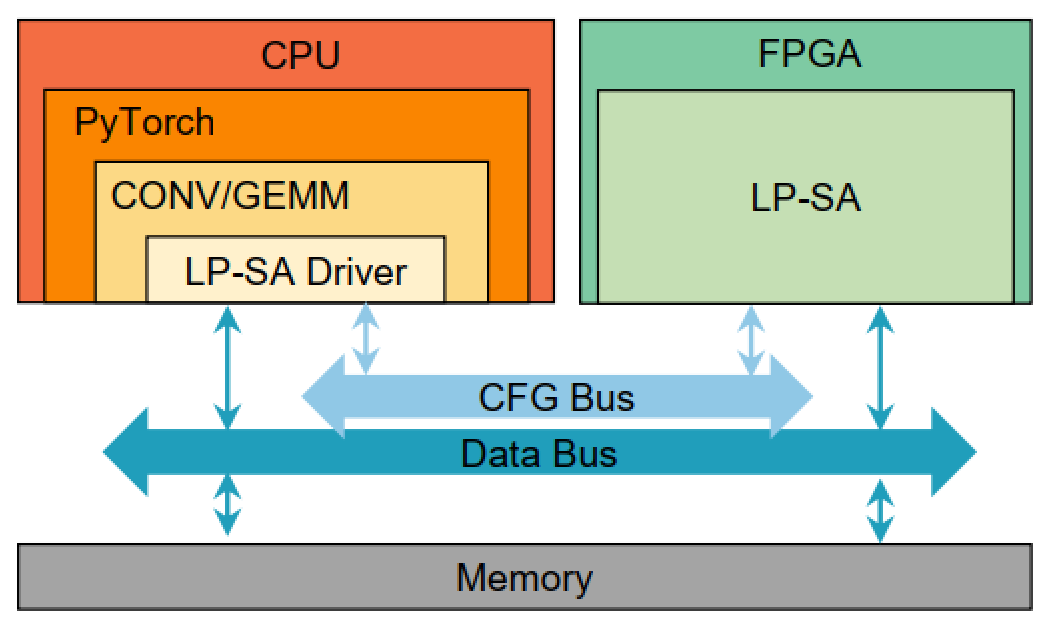 CPU
PyTorch
CONV/GEMM
LP-SA Driver
FPGA
LP-SA
CFG Bus
Data Bus
Memory